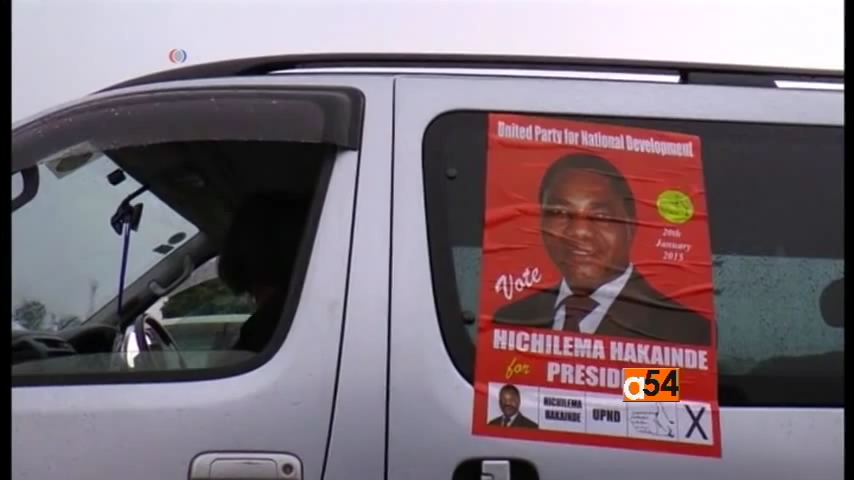 United Party for National Development
20th
January
2015
Vote
HICHILEMA HAKAINDE
for PRESID
a54
HICHILEMA
HAKAINDE
UPND
X